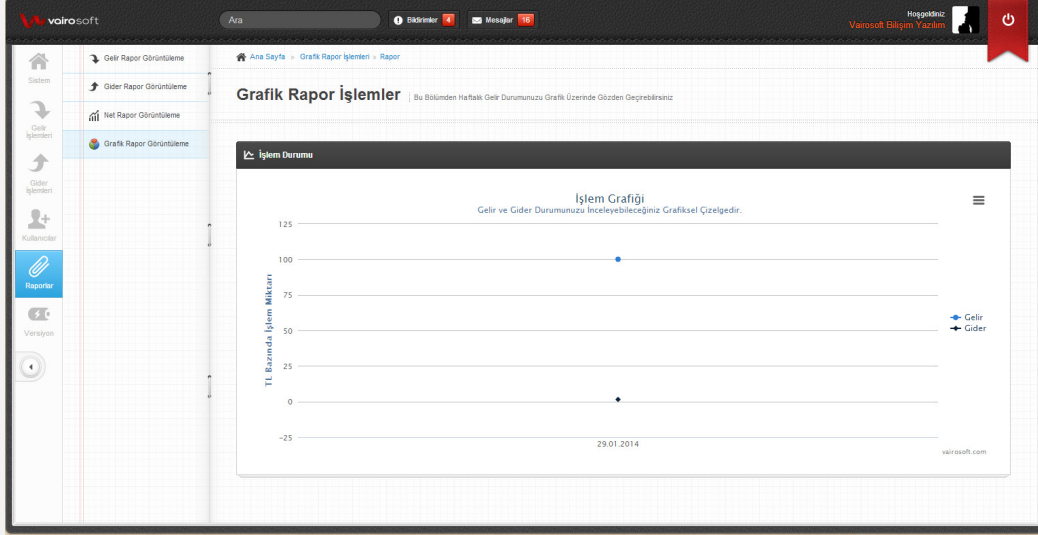 vairosoft
Ara
Bildirimler 4
Mesajlar 16
Hoşgeldiniz
Vairosoft Bilişim Yazılım
Sistem
Gelir
İşlemleri
Gider
İşlemleri
Kullanıcılar
Raporlar
Versiyon
Gelir Rapor Görüntüleme
Gider Rapor Görüntüleme
Net Rapor Görüntüleme
Grafik Rapor Görüntüleme
Ana Sayfa » Grafik Rapor İşlemleri » Rapor
Grafik Rapor İşlemler Bu Bölümden Haftalık Gelir Durumunuzu Grafik Üzerinde Gözden Geçirebilirsiniz
İşlem Durumu
İşlem Grafiği
Gelir ve Gider Durumunuzu İnceleyebileceğiniz Grafiksel Çizelgedir.
TL Bazında İşlem Miktarı
125
100
75
50
25
0
-25
29.01.2014
Gelir
Gider
vairosoft.com